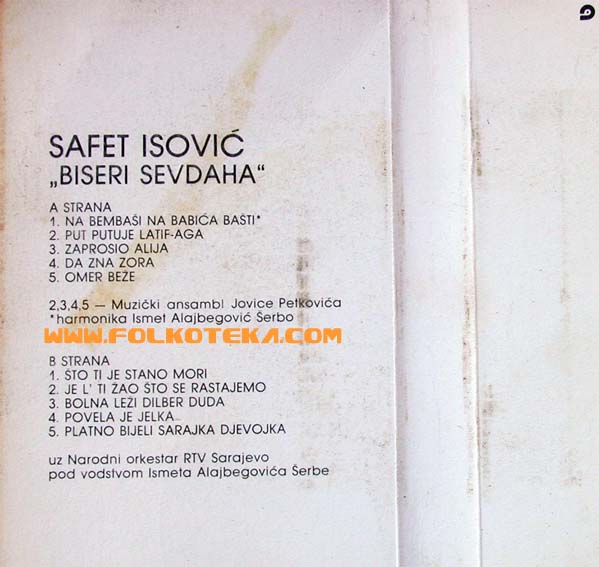 SAFET ISOVIĆ
„BISERI SEVDAHA“
A STRANA
1. NA BEMBAŠI NA BABIĆA BAŠTI*
2. PUT PUTUJE LATIF-AGA
3. ZAPROSIO ALIJA
4. DA ZNA ZORA
5. OMER BEŽE
2,3,4,5 — Muzički ansambl Jovice Petkovića
*harmonika Ismet Alajbegović Šerbo
WWW.FOLKOTEKA.COM
B STRANA
1. ŠTO TI JE STANO MORI
2. JE L' TI ŽAO ŠTO SE RASTAJEMO
3. BOLNA LEŽI DILBER DUDA
4. POVELA JE JELKA
5. PLATNO BIJELI SARAJKA DJEVOJKA
uz Narodni orkestar RTV Sarajevo
pod vodstvom Ismeta Alajbegovića Šerbe